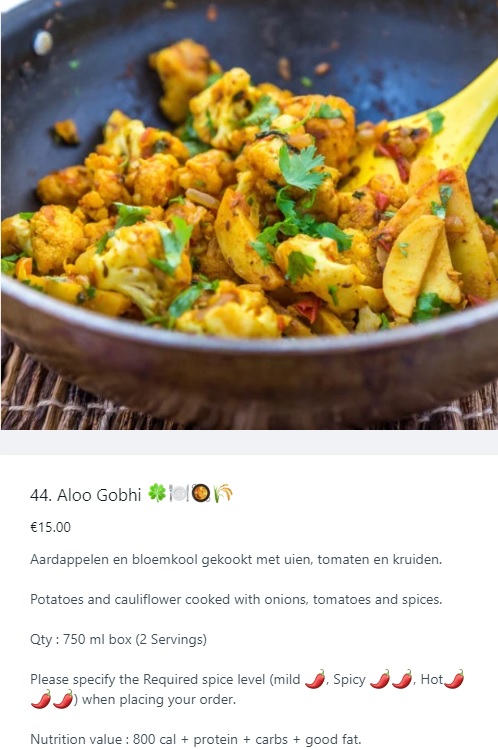 44. Aloo Gobhi 🍀🍽️🥘🌾
€15.00
Aardappelen en bloemkool gekookt met uien, tomaten en kruiden.
Potatoes and cauliflower cooked with onions, tomatoes and spices.
Qty : 750 ml box (2 Servings)
Please specify the Required spice level (mild 🌶️, Spicy 🌶️🌶️, Hot🌶️
🌶️🌶️) when placing your order.
Nutrition value : 800 cal + protein + carbs + good fat.